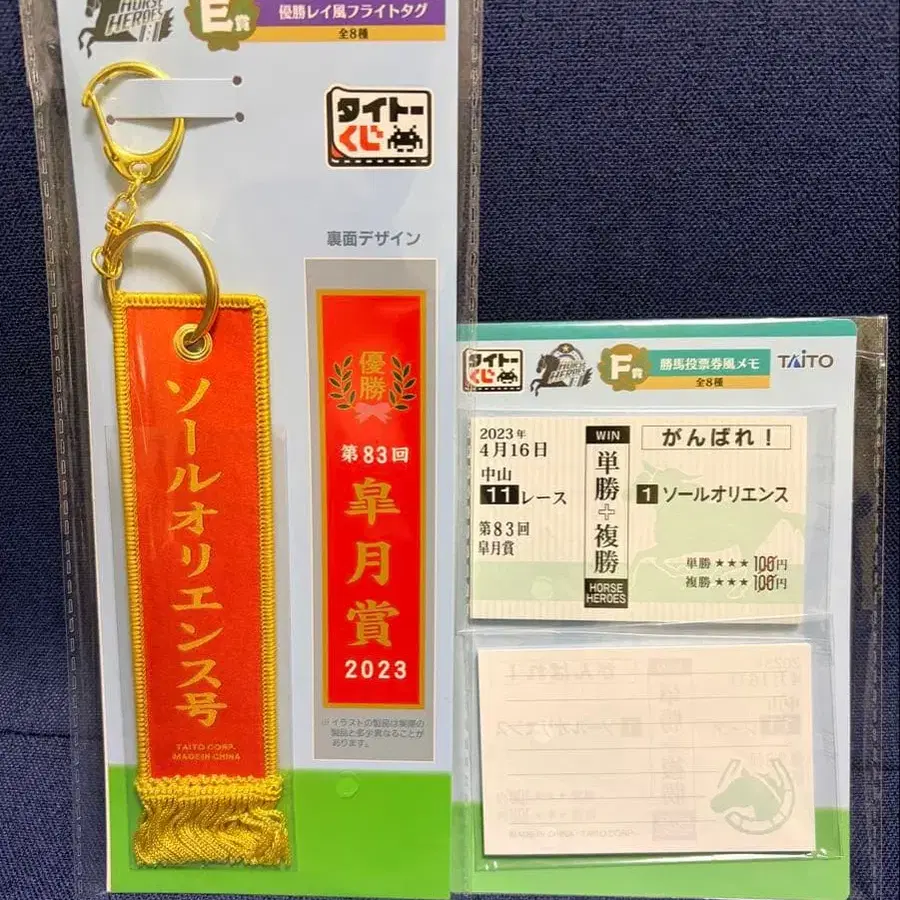 HORSE HEROES
E賞
優勝レイ風フライトタグ
全8種
タイトー
くじ
裏面デザイン
ソールオリエンス号
TAITO CORP.
MADE IN CHINA
優勝
第83回
皐月賞
2023
※イラストの製品は実際の
製品と多少異なることが
あります。
タイトー
くじ
HORSE HEROES
F賞
勝馬投票券風メモ
全8種
TAITO
2023年
4月16日
中山
11レース
第83回
皐月賞
WIN
単勝+複勝
HORSE
HEROES
がんばれ!
1 ソールオリエンス
単勝★★★100円
複勝★★★100円